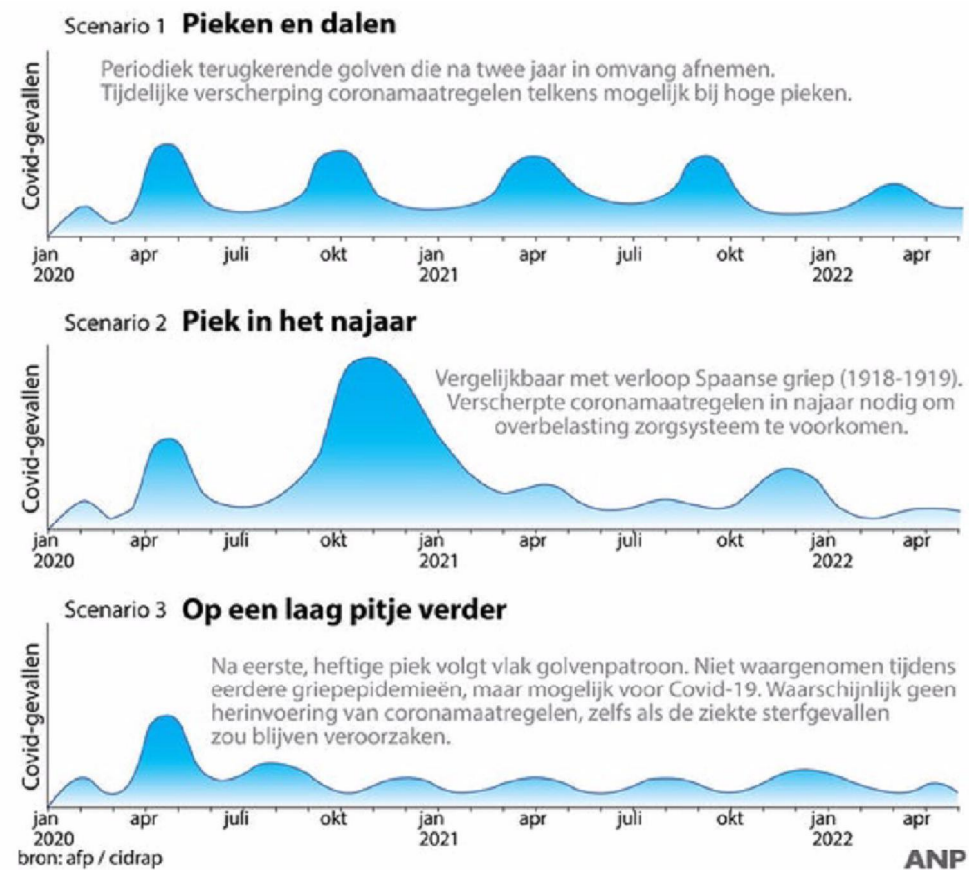 Scenario 1 Pieken en dalen
Periodiek terugkerende golven die na twee jaar in omvang afnemen.
Tijdelijke verscherping coronamaatregelen telkens mogelijk bij hoge pieken.
Covid-gevallen
jan apr juli okt jan apr juli okt jan apr
2020 2021 2022
Scenario 2 Piek in het najaar
Vergelijkbaar met verloop Spaanse griep (1918-1919).
Verscherpte coronamaatregelen in najaar nodig om
overbelasting zorgsysteem te voorkomen.
Covid-gevallen
jan apr juli okt jan apr juli okt jan apr
2020 2021 2022
Scenario 3 Op een laag pitje verder
Na eerste, heftige piek volgt vlak golvenpatroon. Niet waargenomen tijdens
eerdere griepepidemieën, maar mogelijk voor Covid-19. Waarschijnlijk geen
herinvoering van coronamaatregelen, zelfs als de ziekte sterfgevallen
zou blijven veroorzaken.
Covid-gevallen
jan apr juli okt jan apr juli okt jan apr
2020 2021 2022
bron: afp / cidrap
ANP